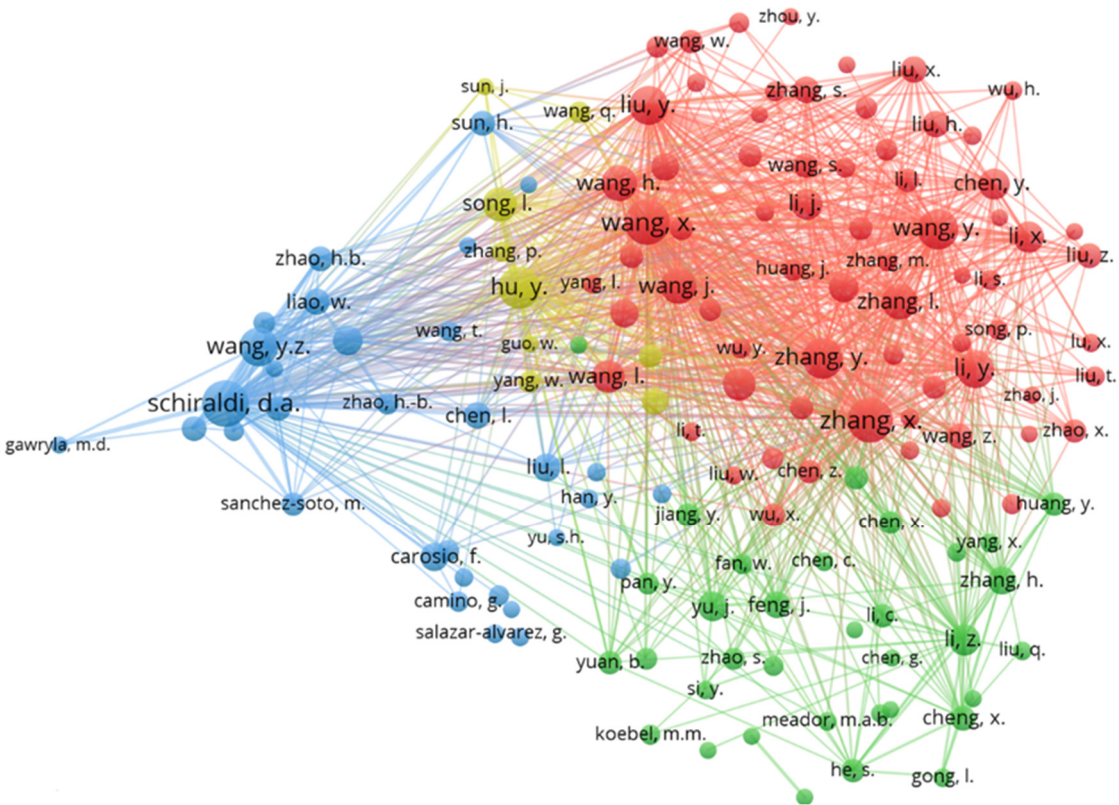 zhou, y.
wang, w.
liu, x.
sun, j.
zhang, s.
wu, h.
wang, q.
liu, y.
sun, h.
liu, h.
wang, s.
li, l.
chen, y.
wang, h.
song, l.
li, j.
wang, x.
wang, y.
li, x.
zhang, p.
liu, z.
zhao, h.b.
zhang, m.
huang, j.
li, s.
yang, l.
hu, y.
wang, j.
liao, w.
zhang, l.
wang, t.
song, p.
guo, w.
lu, x.
wang, y.z.
wu, y.
zhang, y.
li, y.
liu, t.
yang, w.
wang, l.
zhao, j.
schiraldi, d.a.
zhao, h.-b.
chen, l.
zhang, x.
li, t.
wang, z.
zhao, x.
gawryla, m.d.
liu, l.
liu, w.
chen, z.
han, y.
sanchez-soto, m.
huang, y.
jiang, y.
wu, x.
chen, x.
yu, s.h.
yang, x.
carosio, f.
fan, w.
chen, c.
pan, y.
zhang, h.
camino, g.
yu, j.
feng, j.
li, c.
salazar-alvarez, g.
li, z.
liu, q.
yuan, b.
zhao, s.
chen, g.
si, y.
koebel, m.m.
meador, m.a.b.
cheng, x.
he, s.
gong, l.